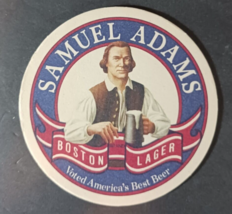 SAMUEL ADAMS
BOSTON LAGER
Voted America's Best Beer